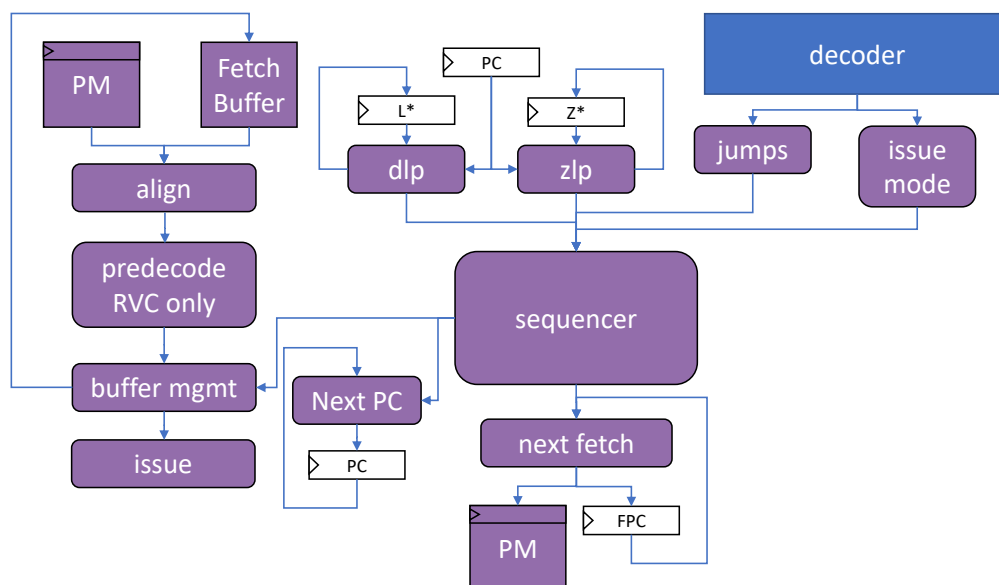 PM
Fetch
Buffer
PC
decoder
L*
Z*
dlp
zlp
jumps
issue
mode
align
predecode
RVC only
sequencer
buffer mgmt
Next PC
issue
PC
next fetch
PM
FPC